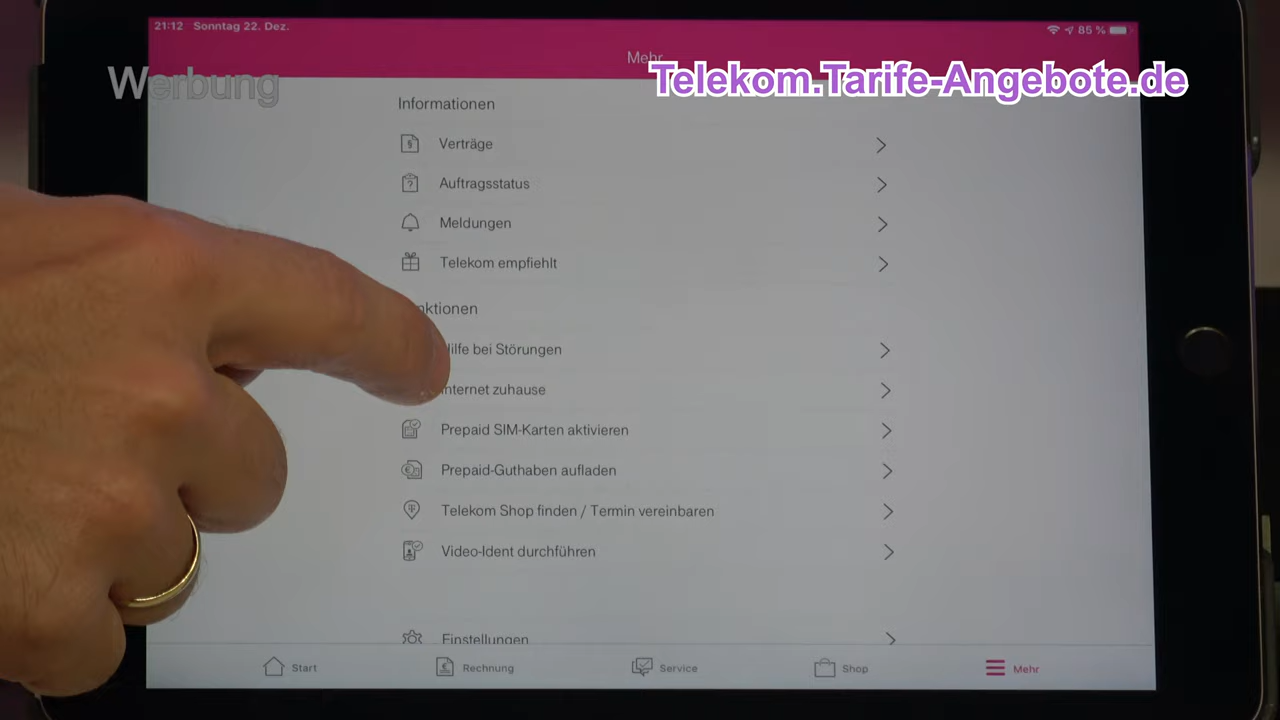 21:12 Sonntag 22. Dez.
85 %
Mehr
Werbung
Telekom.Tarife-Angebote.de
Informationen
Verträge
Auftragsstatus
Meldungen
Telekom empfiehlt
nktionen
Hilfe bei Störungen
Internet zuhause
Prepaid SIM-Karten aktivieren
Prepaid-Guthaben aufladen
Telekom Shop finden / Termin vereinbaren
Video-Ident durchführen
Einstellungen
Start
Rechnung
Service
Shop
Mehr